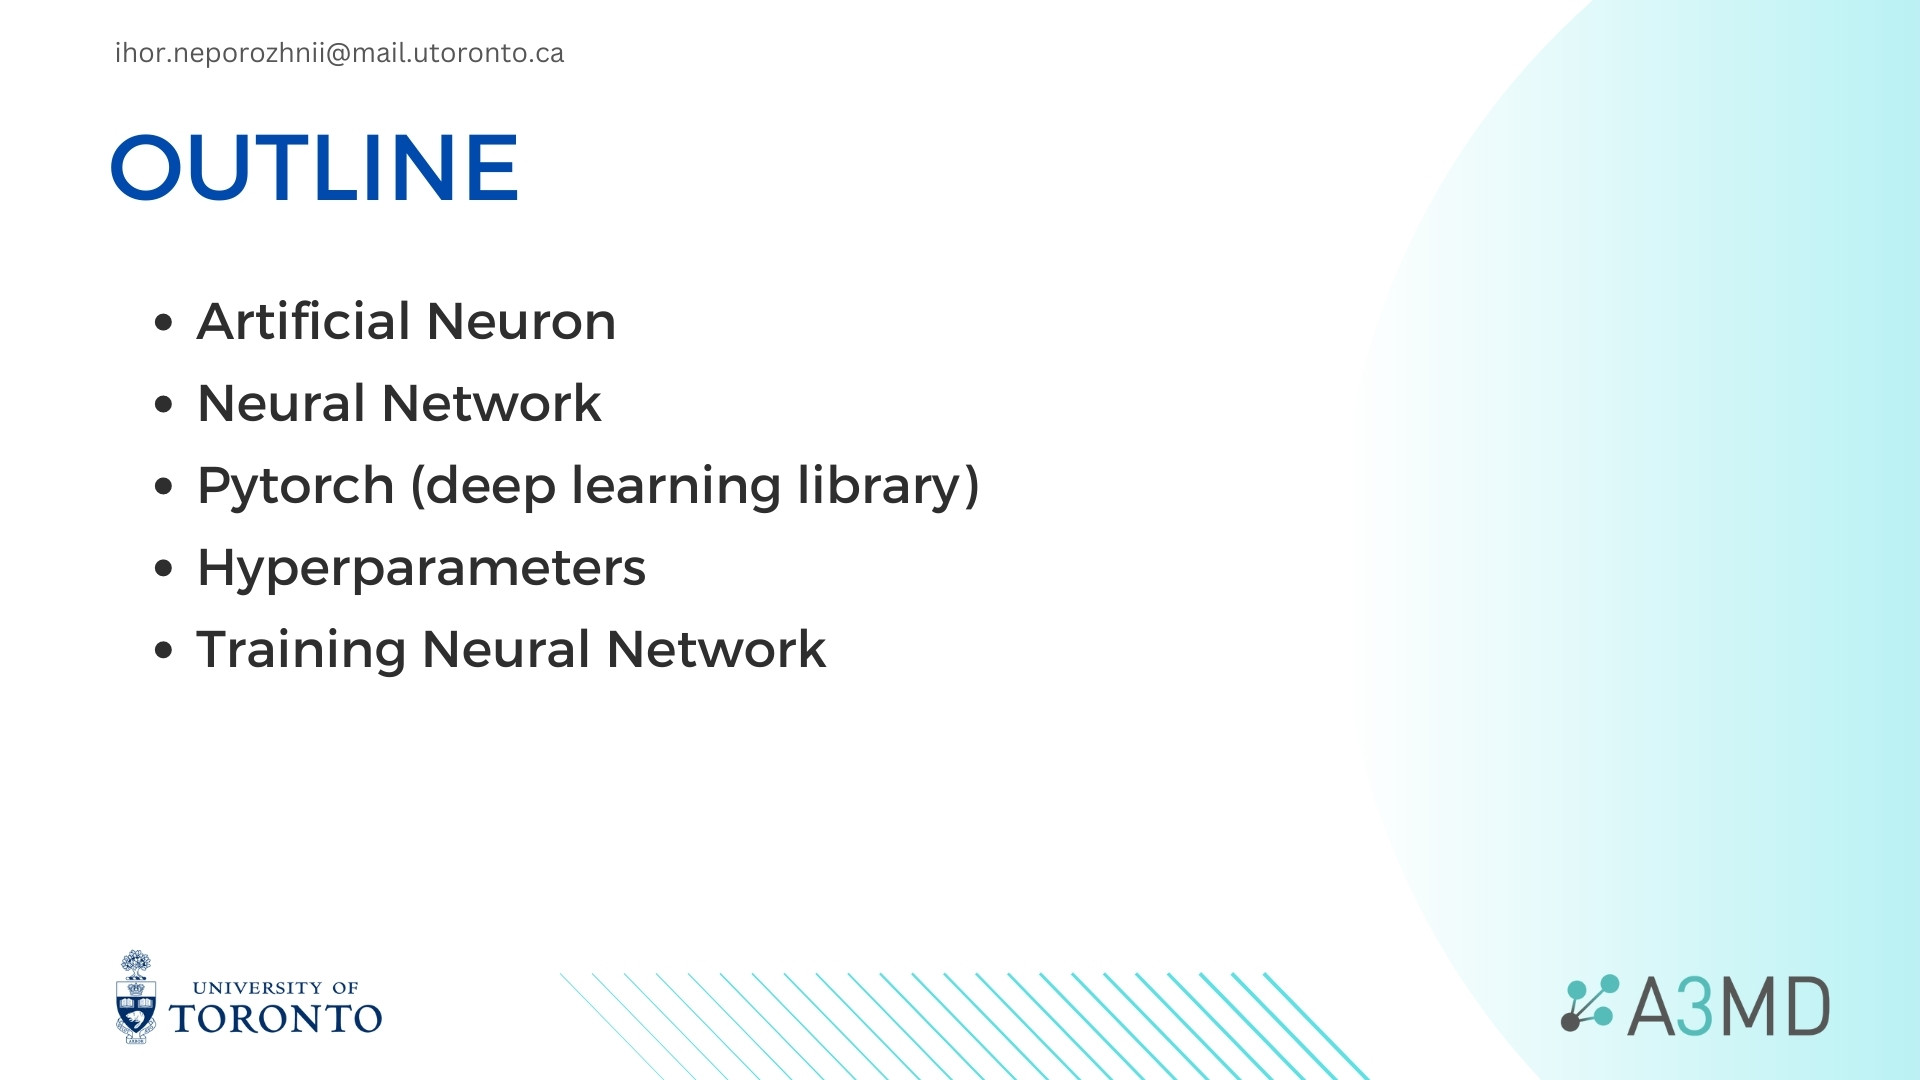 ihor.neporozhnii@mail.utoronto.ca
OUTLINE
• Artificial Neuron
• Neural Network
• Pytorch (deep learning library)
• Hyperparameters
• Training Neural Network
UNIVERSITY OF
TORONTO
A3MD